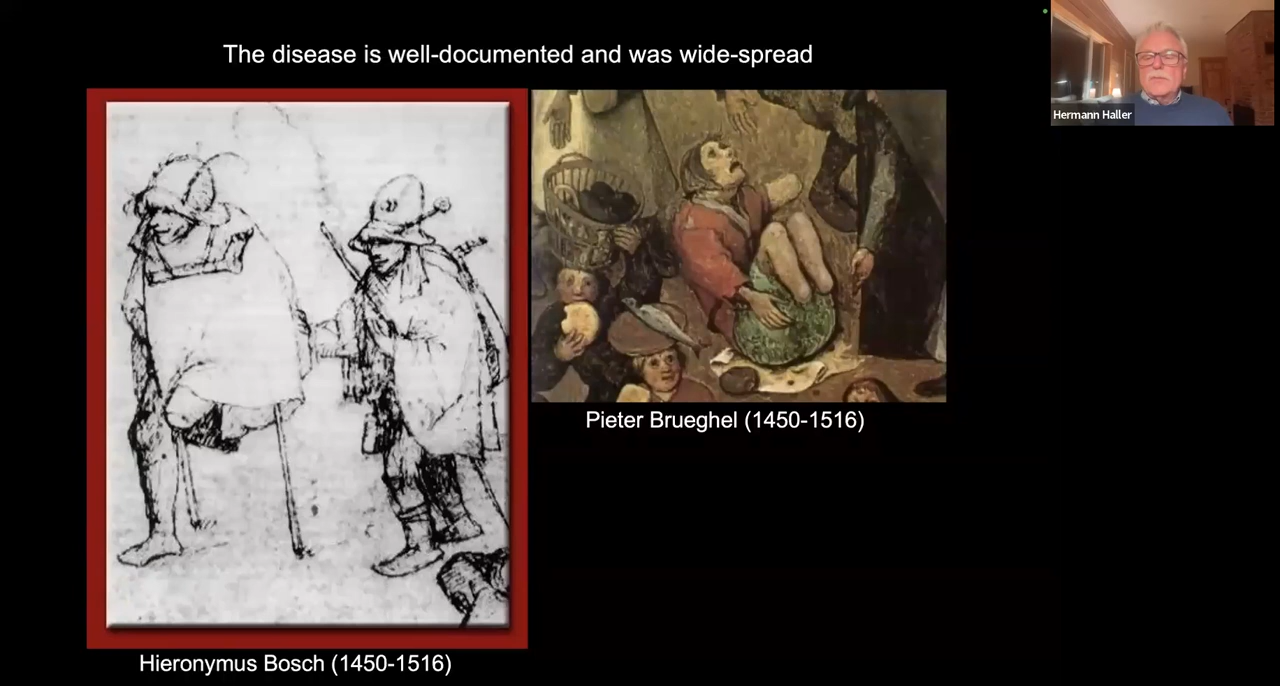 The disease is well-documented and was wide-spread
Hermann Haller
Pieter Brueghel (1450-1516)
Hieronymus Bosch (1450-1516)